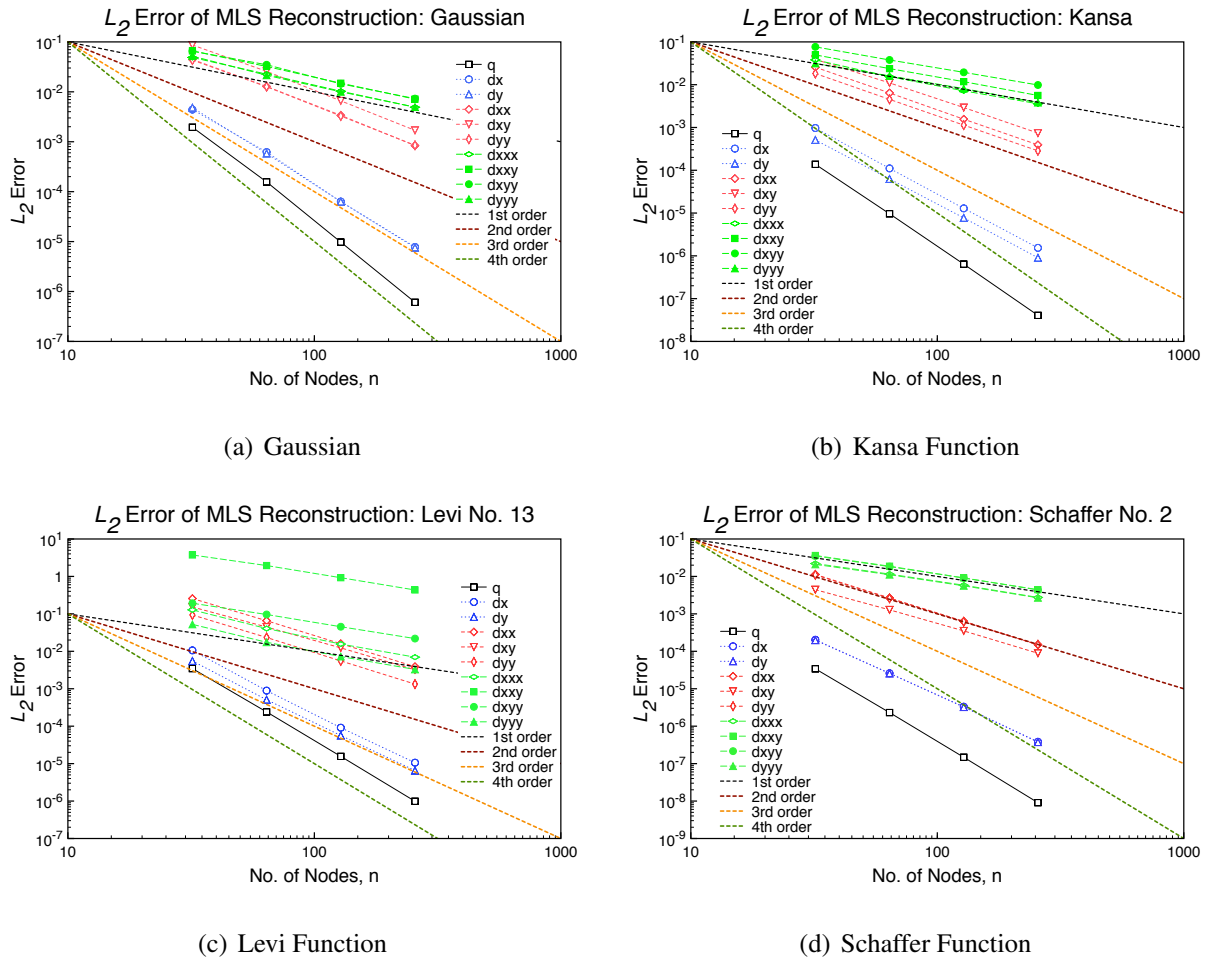 L2 Error of MLS Reconstruction: Gaussian
10-1
10-2
10-3
10-4
10-5
10-6
10-7
L2 Error
10
100
1000
No. of Nodes, n
q
dx
dy
dxx
dxy
dyy
dxxx
dxxy
dxyy
dyyy
1st order
2nd order
3rd order
4th order
(a) Gaussian
L2 Error of MLS Reconstruction: Kansa
10-1
10-2
10-3
10-4
10-5
10-6
10-7
10-8
L2 Error
10
100
1000
No. of Nodes, n
q
dx
dy
dxx
dxy
dyy
dxxx
dxxy
dxyy
dyyy
1st order
2nd order
3rd order
4th order
(b) Kansa Function
L2 Error of MLS Reconstruction: Levi No. 13
101
1
10-1
10-2
10-3
10-4
10-5
10-6
10-7
L2 Error
10
100
1000
No. of Nodes, n
q
dx
dy
dxx
dxy
dyy
dxxx
dxxy
dxyy
dyyy
1st order
2nd order
3rd order
4th order
(c) Levi Function
L2 Error of MLS Reconstruction: Schaffer No. 2
10-1
10-2
10-3
10-4
10-5
10-6
10-7
10-8
10-9
L2 Error
10
100
1000
No. of Nodes, n
q
dx
dy
dxx
dxy
dyy
dxxx
dxxy
dxyy
dyyy
1st order
2nd order
3rd order
4th order
(d) Schaffer Function